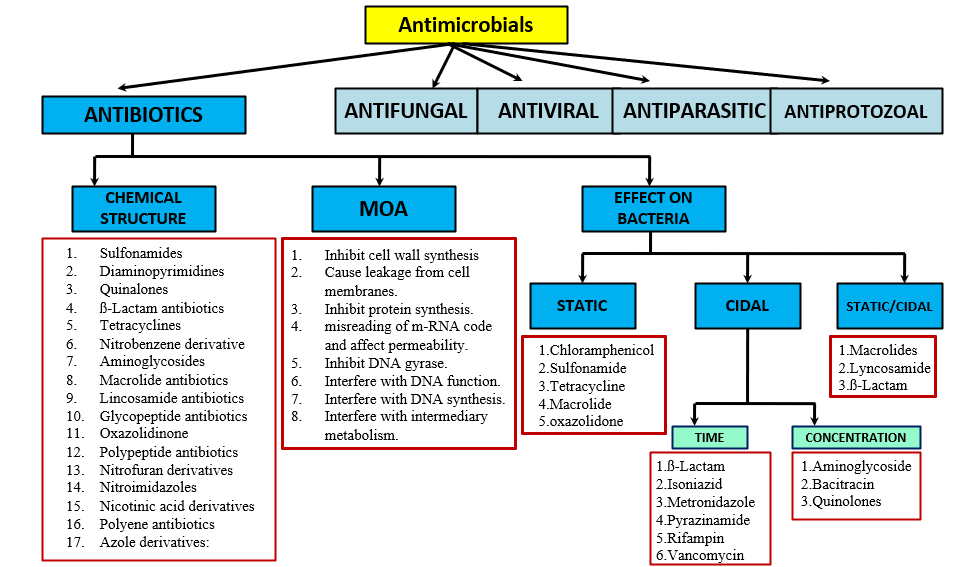 Antimicrobials
ANTIBIOTICS
ANTIFUNGAL
ANTIVIRAL
ANTIPARASITIC
ANTIPROTOZOAL
CHEMICAL
STRUCTURE
MOA
EFFECT ON
BACTERIA
1. Sulfonamides
2. Diaminopyrimidines
3. Quinalones
4. ß-Lactam antibiotics
5. Tetracyclines
6. Nitrobenzene derivative
7. Aminoglycosides
8. Macrolide antibiotics
9. Lincosamide antibiotics
10. Glycopeptide antibiotics
11. Oxazolidinone
12. Polypeptide antibiotics
13. Nitrofuran derivatives
14. Nitroimidazoles
15. Nicotinic acid derivatives
16. Polyene antibiotics
17. Azole derivatives:
1. Inhibit cell wall synthesis
2. Cause leakage from cell
membranes.
3. Inhibit protein synthesis.
4. misreading of m-RNA code
and affect permeability.
5. Inhibit DNA gyrase.
6. Interfere with DNA function.
7. Interfere with DNA synthesis.
8. Interfere with intermediary
metabolism.
STATIC
CIDAL
STATIC/CIDAL
1.Chloramphenicol
2.Sulfonamide
3.Tetracycline
4.Macrolide
5.oxazolidone
1.Macrolides
2.Lyncosamide
3.ß-Lactam
TIME
CONCENTRATION
1.ß-Lactam
2.Isoniazid
3.Metronidazole
4.Pyrazinamide
5.Rifampin
6.Vancomycin
1.Aminoglycoside
2.Bacitracin
3.Quinolones